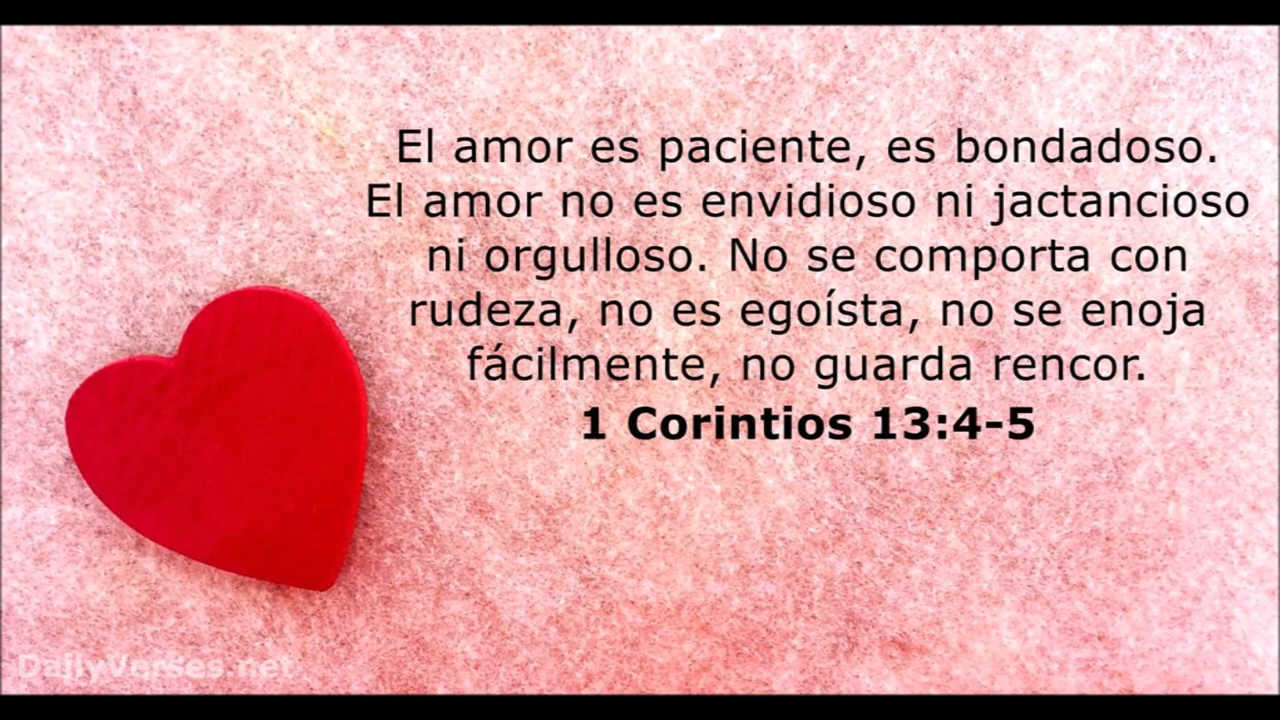 El amor es paciente, es bondadoso.
El amor no es envidioso ni jactancioso
ni orgulloso. No se comporta con
rudeza, no es egoísta, no se enoja
fácilmente, no guarda rencor.
1 Corintios 13:4-5
DailyVerses.net